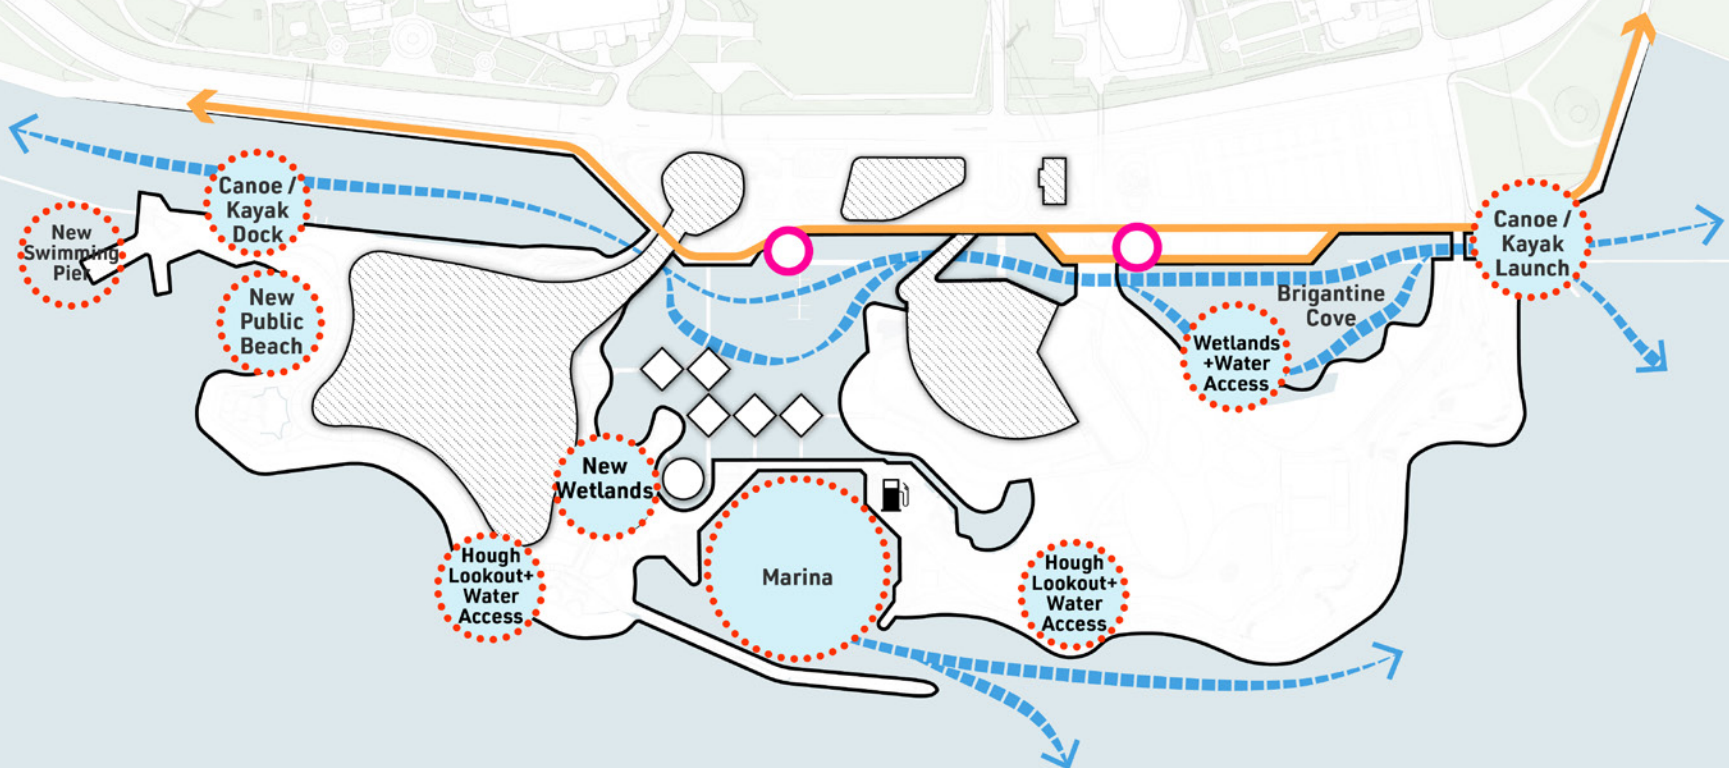 Canoe /
Kayak
Dock
New
Swimming
Pier
New
Public
Beach
Canoe /
Kayak
Launch
Brigantine
Cove
Wetlands
+Water
Access
New
Wetlands
Hough
Lookout+
Water
Access
Marina
Hough
Lookout+
Water
Access